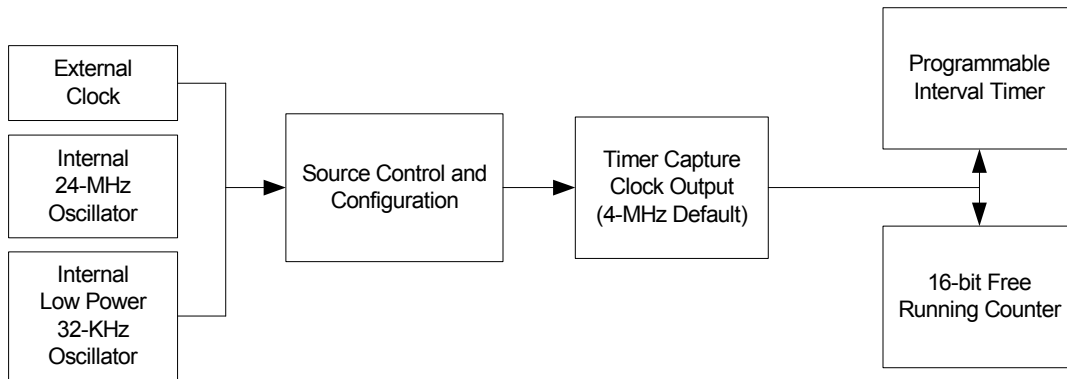 External
Clock
Internal
24-MHz
Oscillator
Internal
Low Power
32-KHz
Oscillator
Source Control and
Configuration
Timer Capture
Clock Output
(4-MHz Default)
Programmable
Interval Timer
16-bit Free
Running Counter